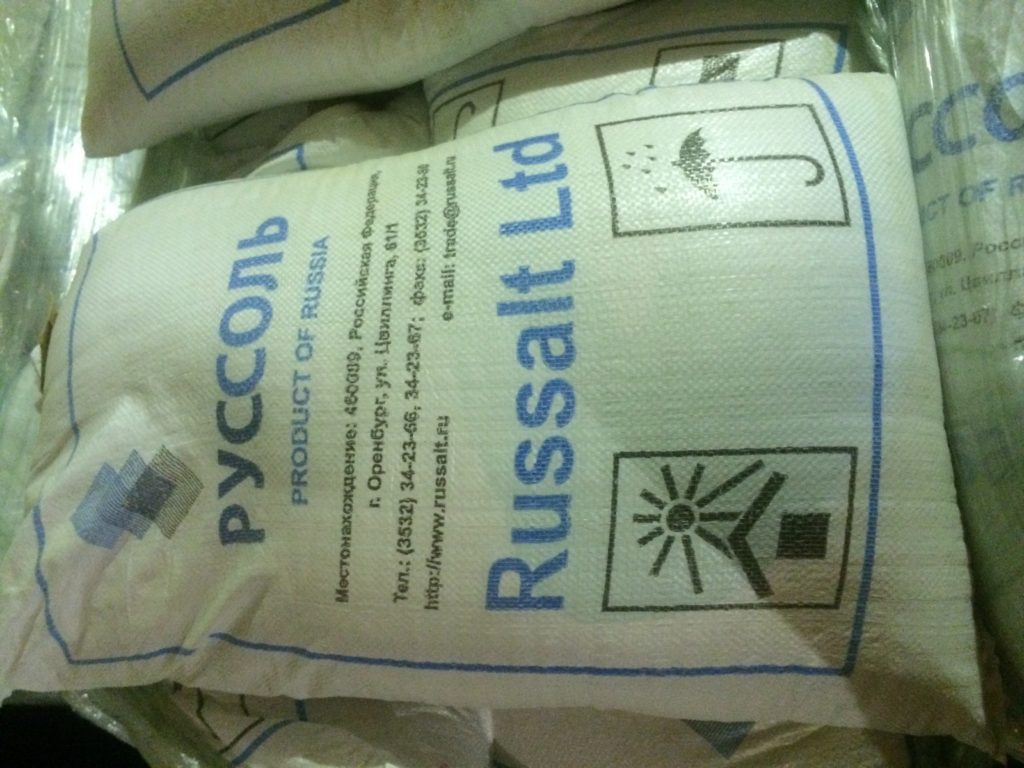 РУССОЛЬ
PRODUCT OF RUSSIA
Местонахождение: 460009, Российская Федерация,
г. Оренбург, ул. Цвиллинга, 61/1
Тел.: (3532) 34-23-66, 34-23-67; факс: (3532) 34-23-90
http://www.russalt.ru e-mail: trade@russalt.ru
Russalt Ltd